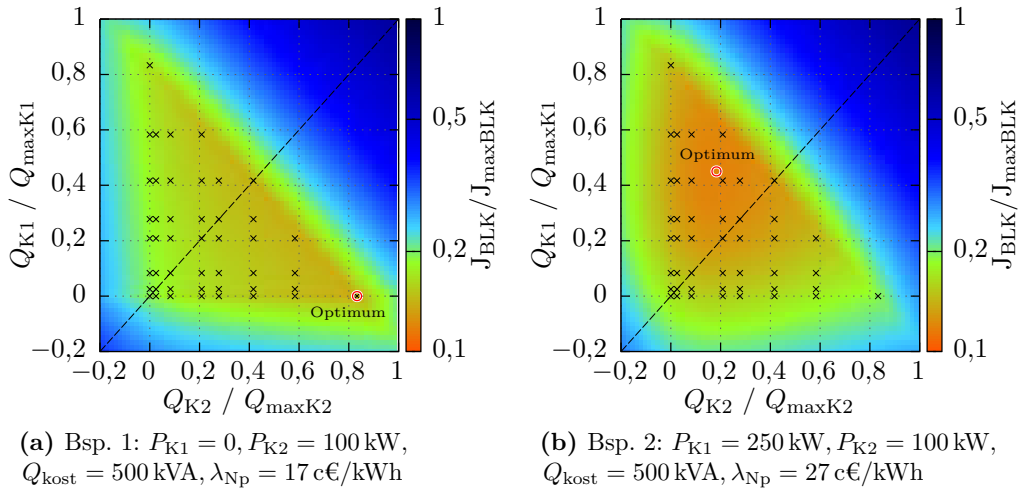 1
0,8
0,6
0,4
0,2
0
−0,2
−0,2 0 0,2 0,4 0,6 0,8 1
Q_K1 / Q_maxK1
Q_K2 / Q_maxK2
Optimum
1
0,5
0,2
0,1
J_BLK/J_maxBLK
(a) Bsp. 1: P_K1 = 0, P_K2 = 100 kW,
Q_kost = 500 kVA, λ_Np = 17 c€/kWh
1
0,8
0,6
0,4
0,2
0
−0,2
−0,2 0 0,2 0,4 0,6 0,8 1
Q_K1 / Q_maxK1
Q_K2 / Q_maxK2
Optimum
1
0,5
0,2
0,1
J_BLK/J_maxBLK
(b) Bsp. 2: P_K1 = 250 kW, P_K2 = 100 kW,
Q_kost = 500 kVA, λ_Np = 27 c€/kWh